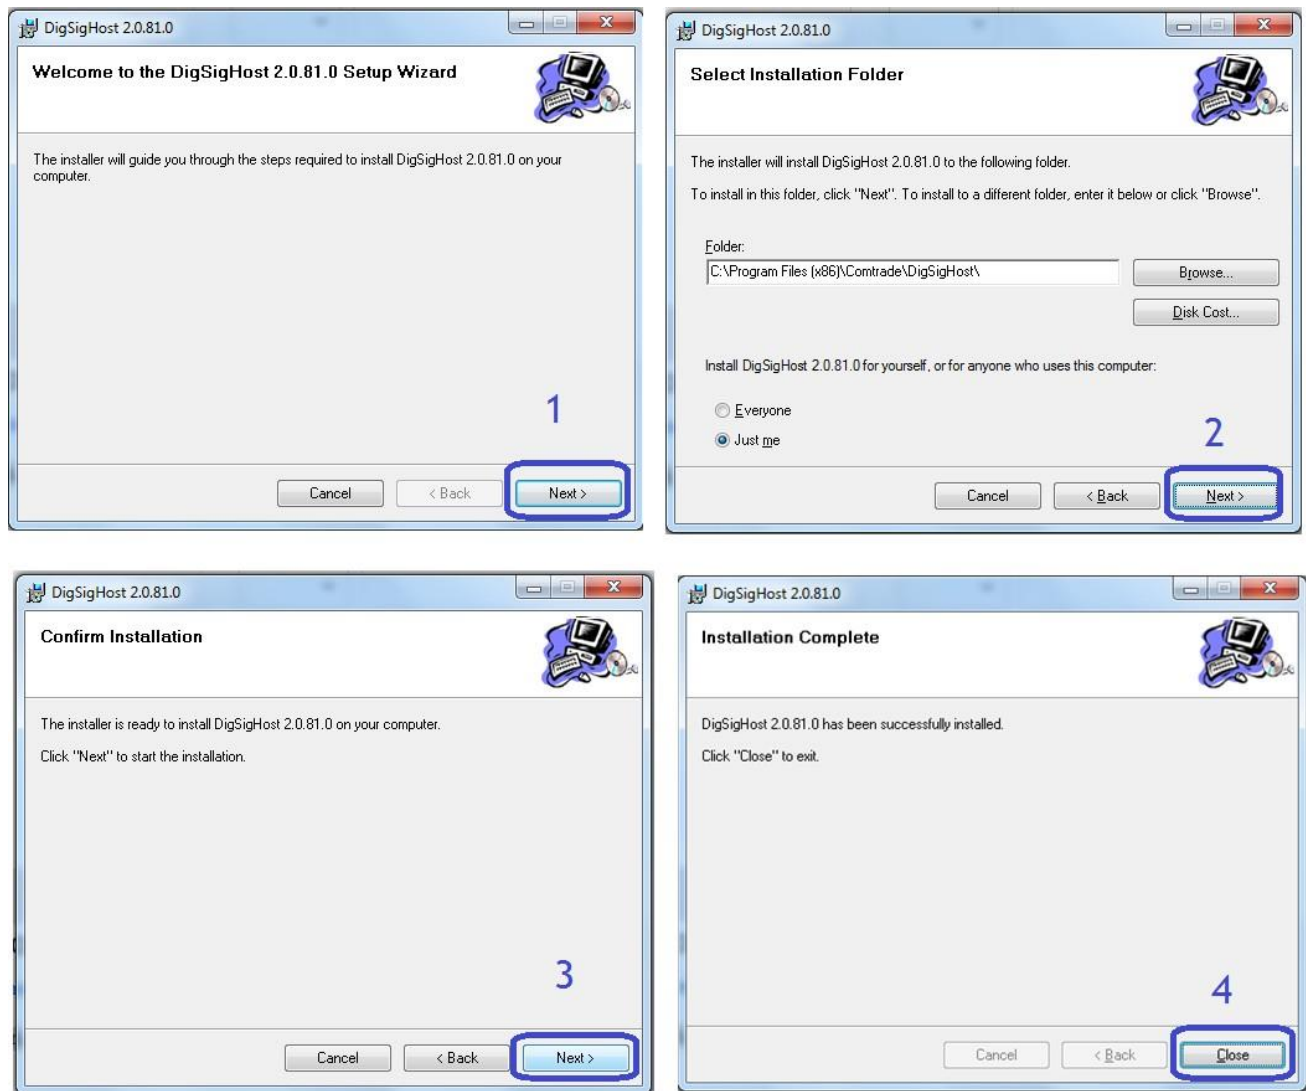 DigSigHost 2.0.81.0
Welcome to the DigSigHost 2.0.81.0 Setup Wizard
The installer will guide you through the steps required to install DigSigHost 2.0.81.0 on your
computer.
1
Cancel
< Back
Next >
DigSigHost 2.0.81.0
Select Installation Folder
The installer will install DigSigHost 2.0.81.0 to the following folder.
To install in this folder, click "Next". To install to a different folder, enter it below or click "Browse".
Folder:
C:\Program Files (x86)\Comtrade\DigSigHost\
Browse...
Disk Cost...
Install DigSigHost 2.0.81.0 for yourself, or for anyone who uses this computer:
Everyone
Just me
2
Cancel
< Back
Next >
DigSigHost 2.0.81.0
Confirm Installation
The installer is ready to install DigSigHost 2.0.81.0 on your computer.
Click "Next" to start the installation.
3
Cancel
< Back
Next >
DigSigHost 2.0.81.0
Installation Complete
DigSigHost 2.0.81.0 has been successfully installed.
Click "Close" to exit.
4
Cancel
< Back
Close